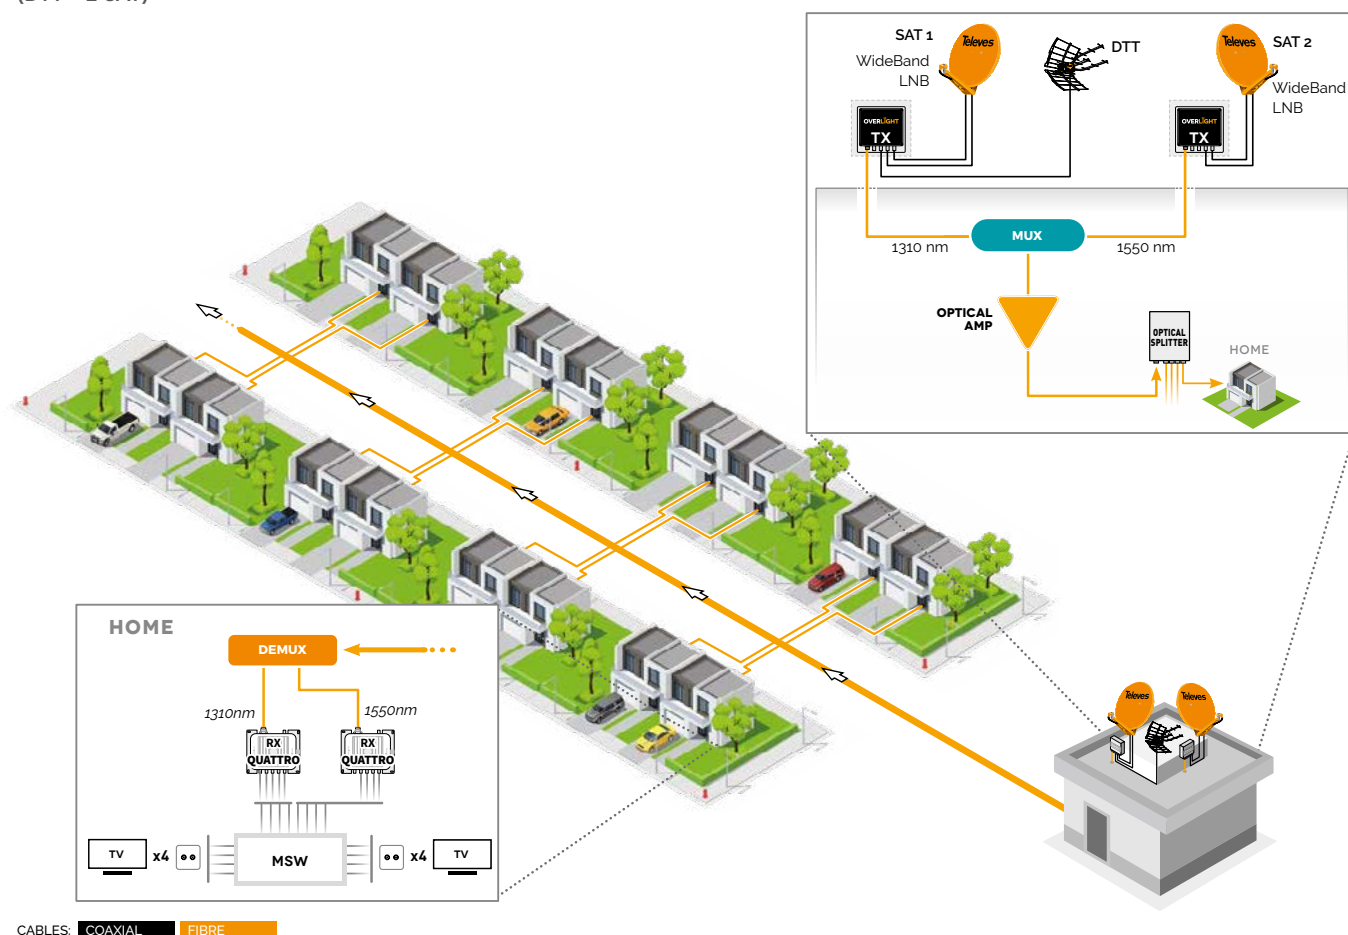 SAT 1
WideBand
LNB
Televes
DTT
Televes
SAT 2
WideBand
LNB
OVERLIGHT
TX
OVERLIGHT
TX
1310 nm
MUX
1550 nm
OPTICAL
AMP
OPTICAL
SPLITTER
HOME
HOME
DEMUX
1310nm
1550nm
RX
QUATTRO
RX
QUATTRO
TV
x4
MSW
x4
TV
Televes
Televes
CABLES: COAXIAL FIBRE